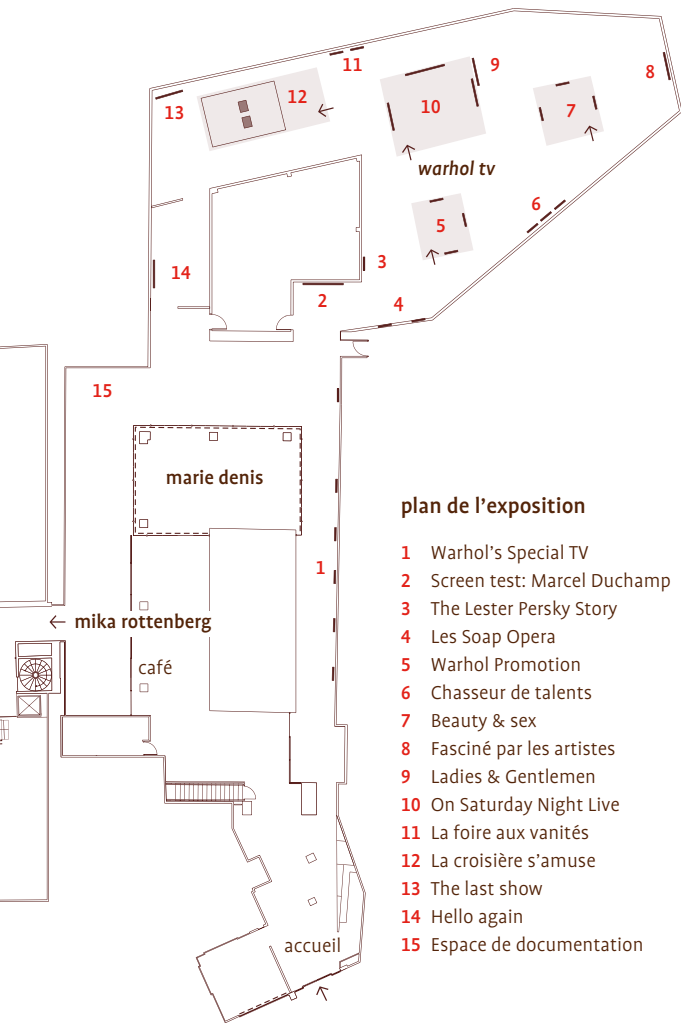 11
9
8
12
13
10
7
warhol tv
6
5
3
14
2
4
15
marie denis
1
mika rottenberg
café
accueil
plan de l’exposition
1 Warhol’s Special TV
2 Screen test: Marcel Duchamp
3 The Lester Persky Story
4 Les Soap Opera
5 Warhol Promotion
6 Chasseur de talents
7 Beauty & sex
8 Fasciné par les artistes
9 Ladies & Gentlemen
10 On Saturday Night Live
11 La foire aux vanités
12 La croisière s’amuse
13 The last show
14 Hello again
15 Espace de documentation